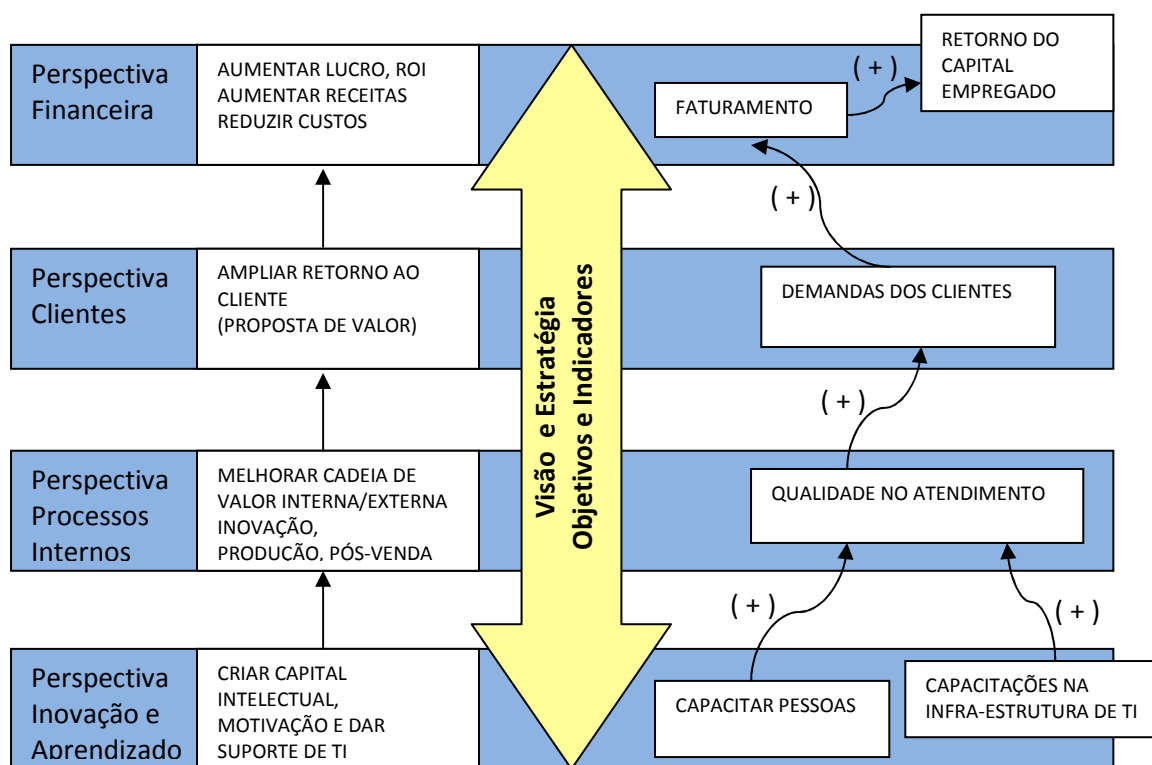 Perspectiva
Financeira
AUMENTAR LUCRO, ROI
AUMENTAR RECEITAS
REDUZIR CUSTOS
FATURAMENTO
( + )
RETORNO DO
CAPITAL
EMPREGADO
( + )
Perspectiva
Clientes
AMPLIAR RETORNO AO
CLIENTE
(PROPOSTA DE VALOR)
DEMANDAS DOS CLIENTES
Visão e Estratégia
Objetivos e Indicadores
( + )
Perspectiva
Processos
Internos
MELHORAR CADEIA DE
VALOR INTERNA/EXTERNA
INOVAÇÃO,
PRODUÇÃO, PÓS-VENDA
QUALIDADE NO ATENDIMENTO
( + )
( + )
Perspectiva
Inovação e
Aprendizado
CRIAR CAPITAL
INTELECTUAL,
MOTIVAÇÃO E DAR
SUPORTE DE TI
CAPACITAR PESSOAS
CAPACITAÇÕES NA
INFRA-ESTRUTURA DE TI